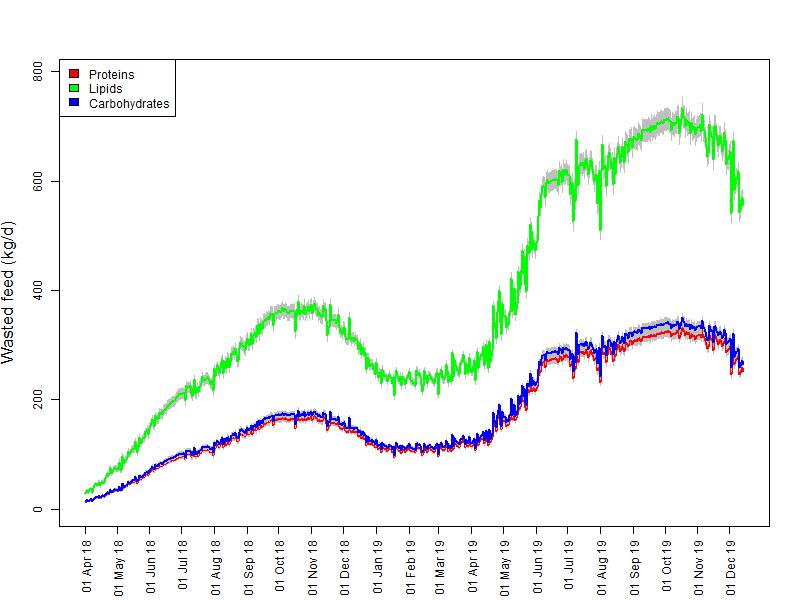 Wasted feed (kg/d)
800
600
400
200
0
Proteins
Lipids
Carbohydrates
01 Apr 18
01 May 18
01 Jun 18
01 Jul 18
01 Aug 18
01 Sep 18
01 Oct 18
01 Nov 18
01 Dec 18
01 Jan 19
01 Feb 19
01 Mar 19
01 Apr 19
01 May 19
01 Jun 19
01 Jul 19
01 Aug 19
01 Sep 19
01 Oct 19
01 Nov 19
01 Dec 19